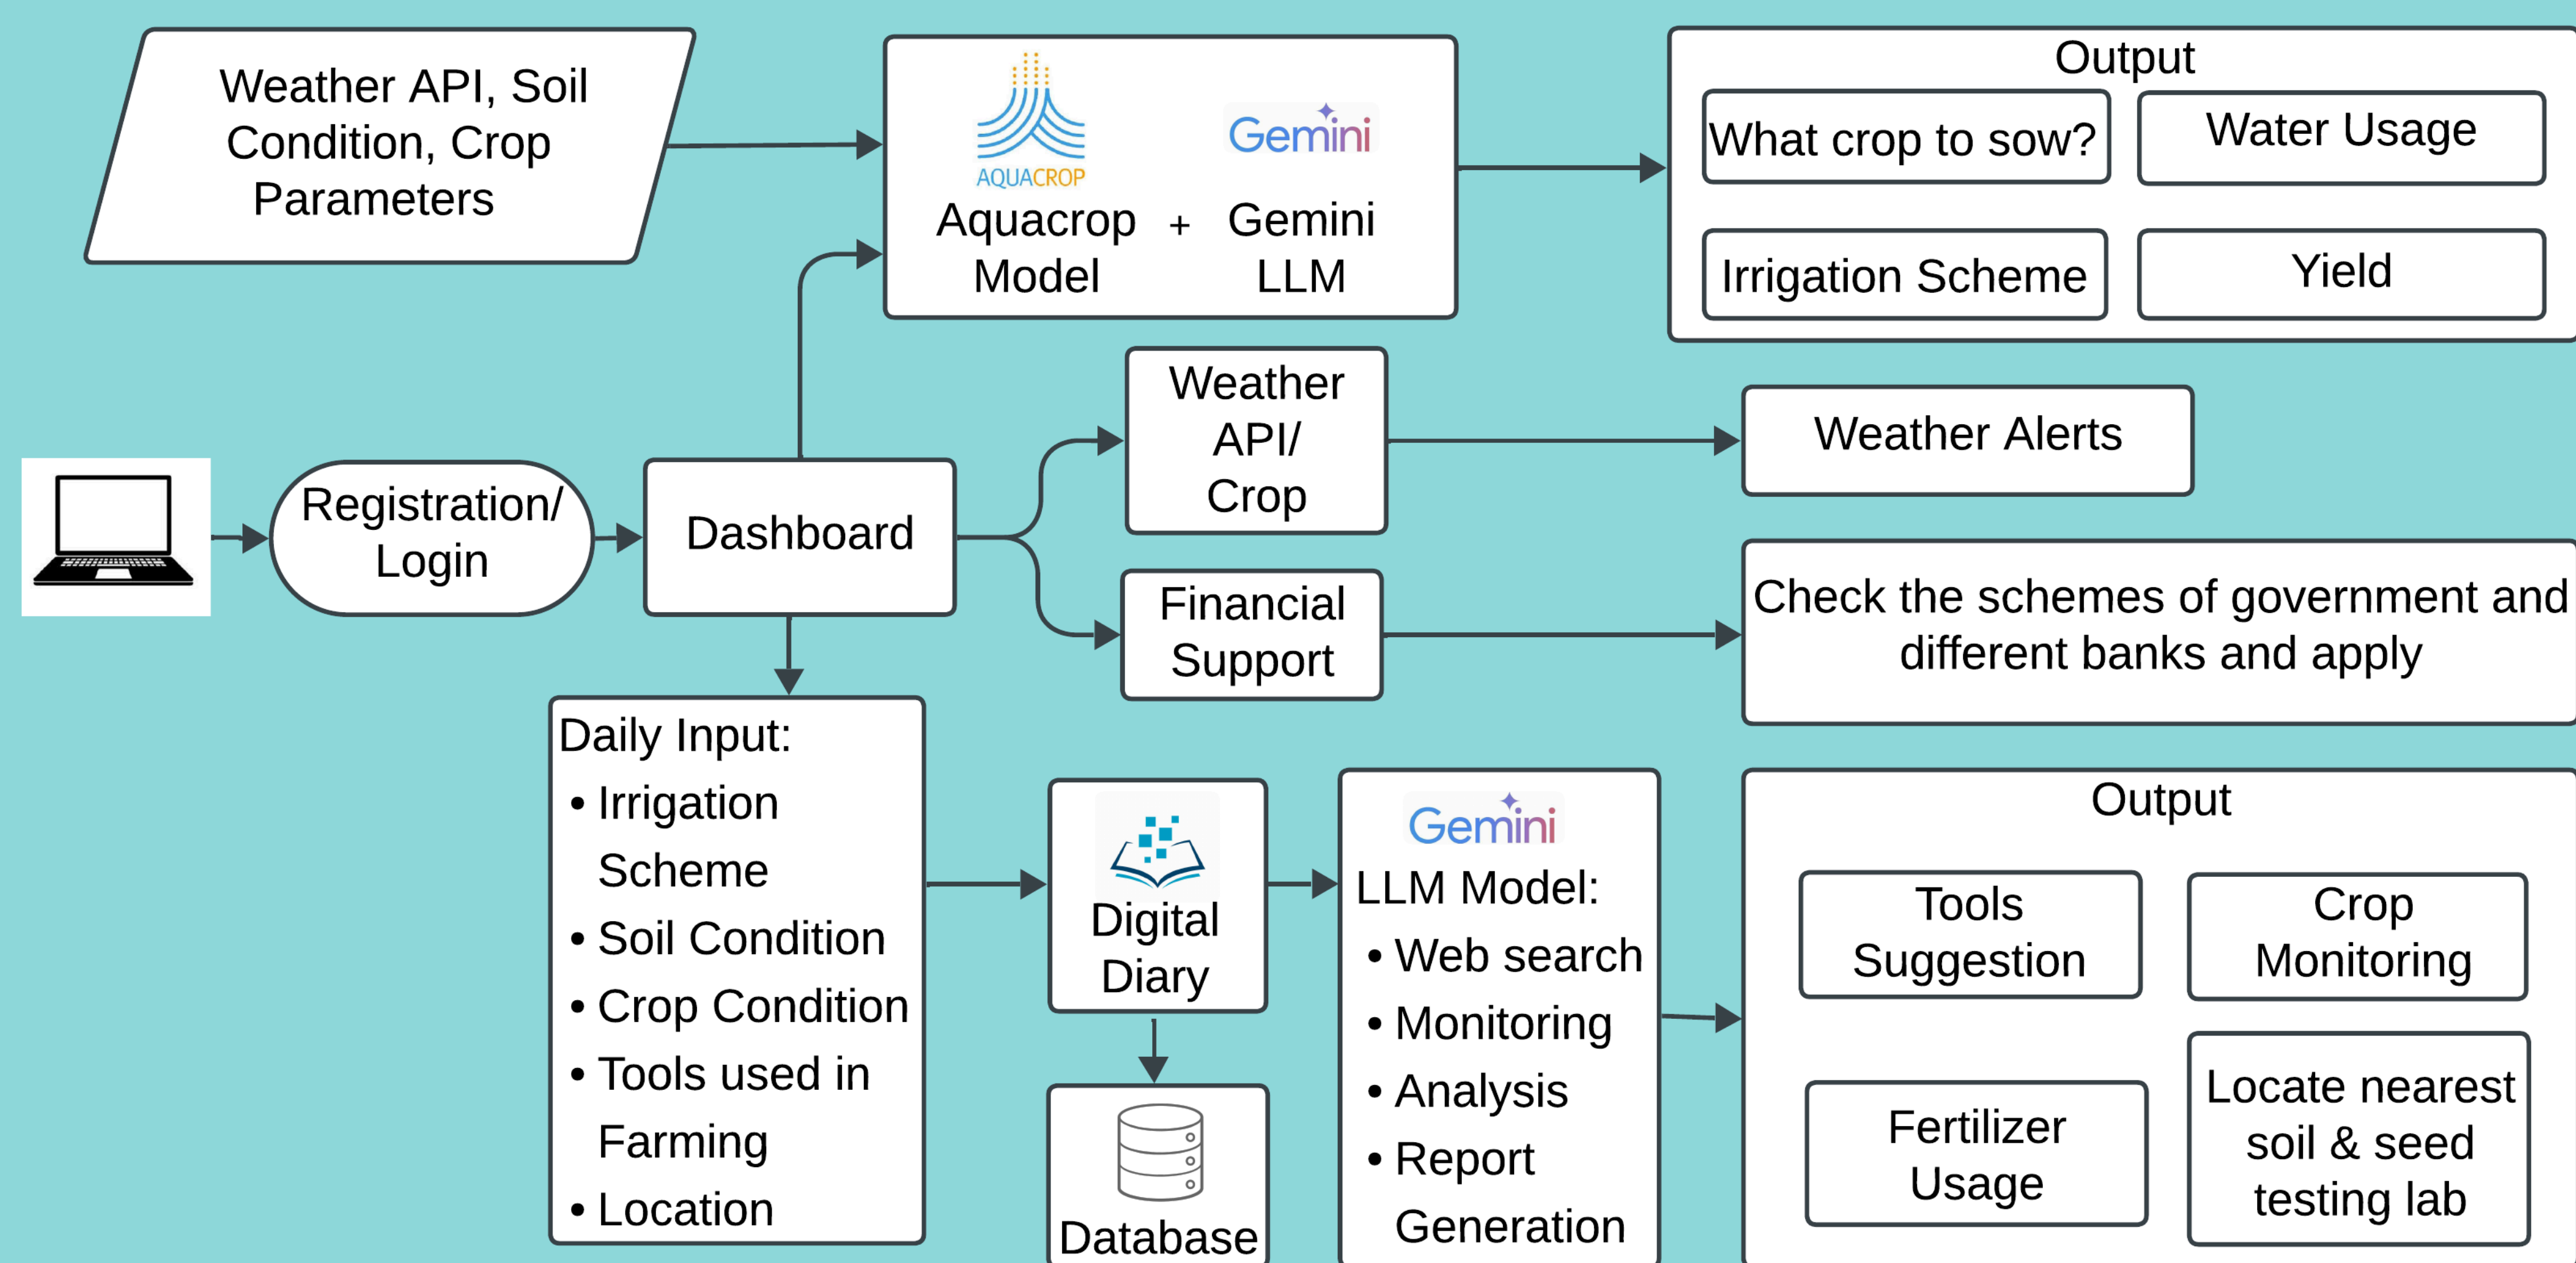 Weather API, Soil
Condition, Crop
Parameters
AQUACROP
Gemini
Aquacrop
Model
+
Gemini
LLM
Output
What crop to sow?
Water Usage
Irrigation Scheme
Yield
Registration/
Login
Dashboard
Weather
API/
Crop
Weather Alerts
Financial
Support
Check the schemes of government and
different banks and apply
Daily Input:
• Irrigation
Scheme
• Soil Condition
• Crop Condition
• Tools used in
Farming
• Location
Digital
Diary
Database
Gemini
LLM Model:
• Web search
• Monitoring
• Analysis
• Report
Generation
Output
Tools
Suggestion
Crop
Monitoring
Fertilizer
Usage
Locate nearest
soil & seed
testing lab